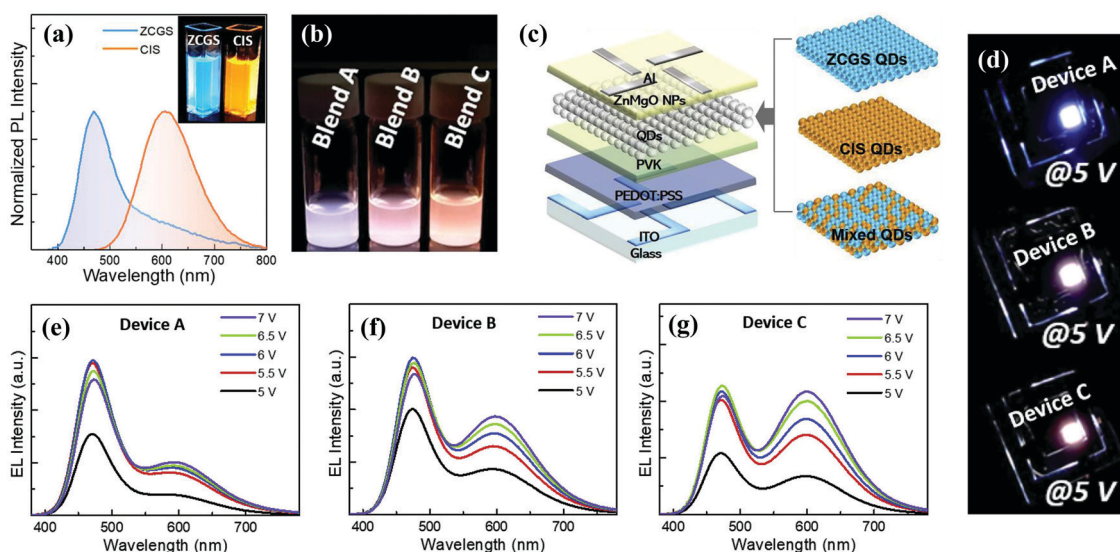 (a)
ZCGS
CIS
ZCGS
CIS
Normalized PL Intensity
400 500 600 700 800
Wavelength (nm)
(b)
Blend A
Blend B
Blend C
(c)
Al
ZnMgO NPs
QDs
PVK
PEDOT:PSS
ITO
Glass
ZCGS QDs
CIS QDs
Mixed QDs
(d)
Device A
@5 V
Device B
@5 V
Device C
@5 V
(e)
Device A
7 V
6.5 V
6 V
5.5 V
5 V
EL Intensity (a.u.)
400 500 600 700
Wavelength (nm)
(f)
Device B
7 V
6.5 V
6 V
5.5 V
5 V
EL Intensity (a.u.)
400 500 600 700
Wavelength (nm)
(g)
Device C
7 V
6.5 V
6 V
5.5 V
5 V
EL Intensity (a.u.)
400 500 600 700
Wavelength (nm)